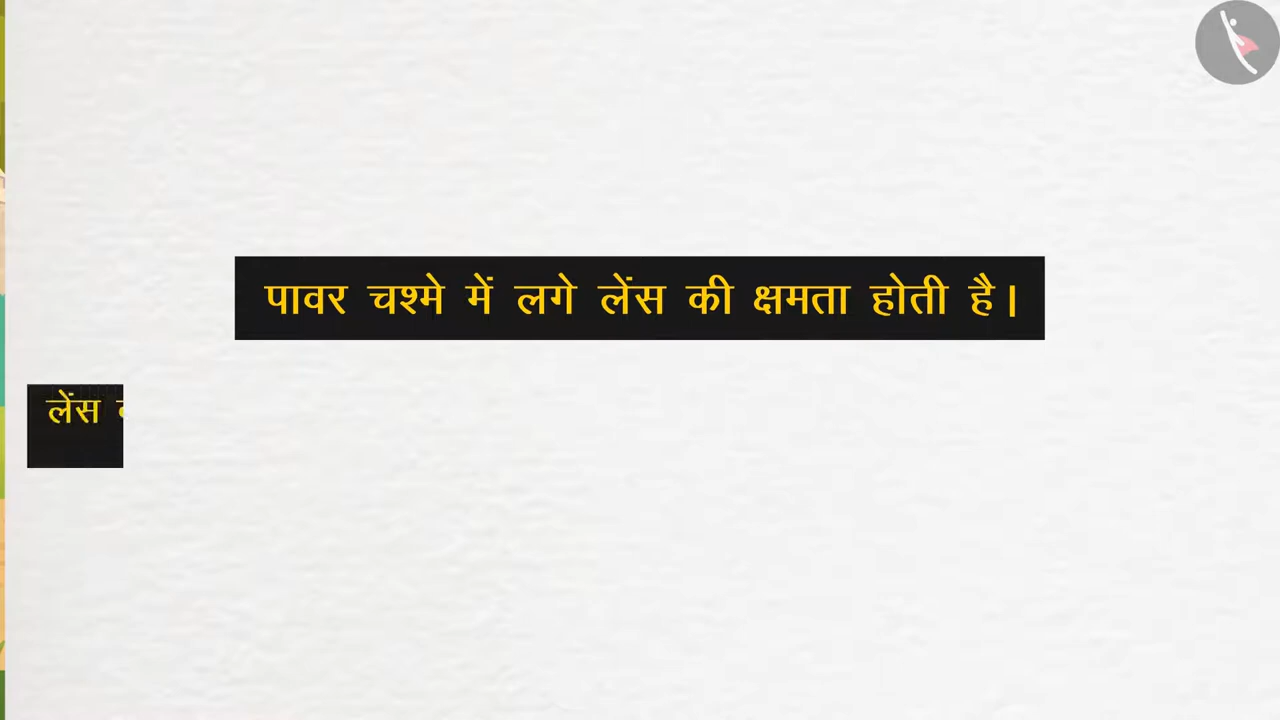 पावर चश्मे में लगे लेंस की क्षमता होती है।
लेंस